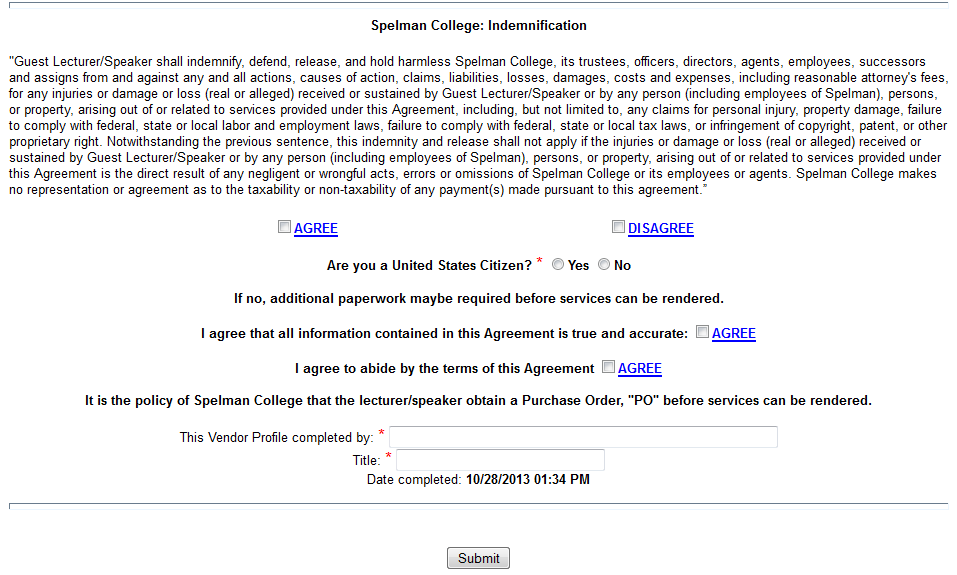 Spelman College: Indemnification
"Guest Lecturer/Speaker shall indemnify, defend, release, and hold harmless Spelman College, its trustees, officers, directors, agents, employees, successors
and assigns from and against any and all actions, causes of action, claims, liabilities, losses, damages, costs and expenses, including reasonable attorney's fees,
for any injuries or damage or loss (real or alleged) received or sustained by Guest Lecturer/Speaker or by any person (including employees of Spelman), persons,
or property, arising out of or related to services provided under this Agreement, including, but not limited to, any claims for personal injury, property damage, failure
to comply with federal, state or local labor and employment laws, failure to comply with federal, state or local tax laws, or infringement of copyright, patent, or other
proprietary right. Notwithstanding the previous sentence, this indemnity and release shall not apply if the injuries or damage or loss (real or alleged) received or
sustained by Guest Lecturer/Speaker or by any person (including employees of Spelman), persons, or property, arising out of or related to services provided under
this Agreement is the direct result of any negligent or wrongful acts, errors or omissions of Spelman College or its employees or agents. Spelman College makes
no representation or agreement as to the taxability or non-taxability of any payment(s) made pursuant to this agreement.”
AGREE DISAGREE
Are you a United States Citizen? * Yes No
If no, additional paperwork maybe required before services can be rendered.
I agree that all information contained in this Agreement is true and accurate: AGREE
I agree to abide by the terms of this Agreement AGREE
It is the policy of Spelman College that the lecturer/speaker obtain a Purchase Order, "PO" before services can be rendered.
This Vendor Profile completed by: *
Title: *
Date completed: 10/28/2013 01:34 PM
Submit